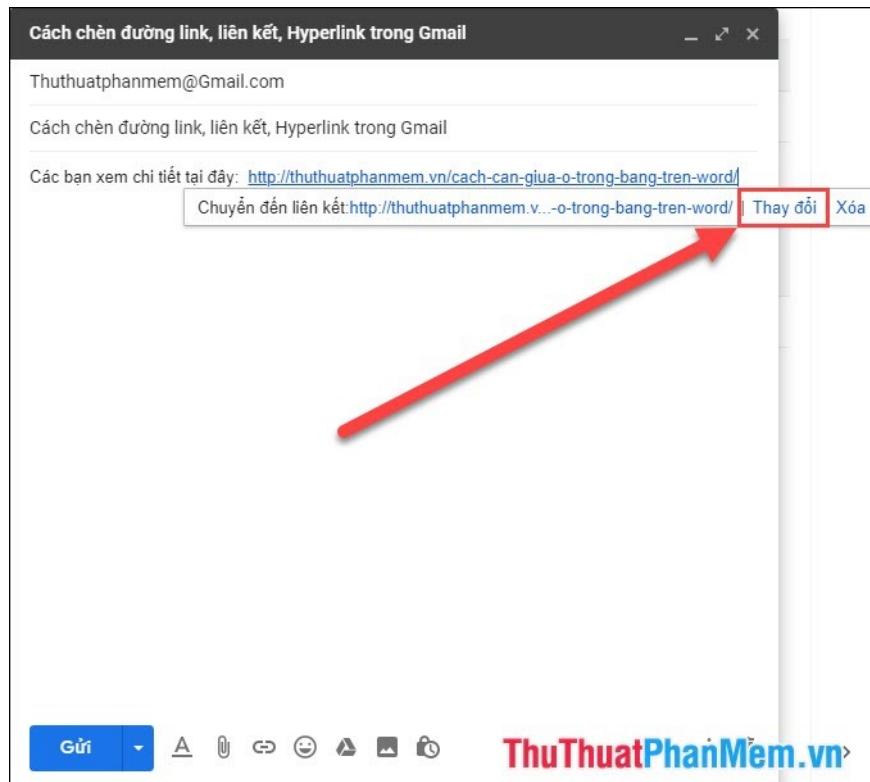 Cách chèn đường link, liên kết, Hyperlink trong Gmail
Thuthuatphanmem@Gmail.com
Cách chèn đường link, liên kết, Hyperlink trong Gmail
Các bạn xem chi tiết tại đây: http://thuthuatphanmem.vn/cach-can-giua-o-trong-bang-tren-word/
Chuyển đến liên kết:http://thuthuatphanmem.v...-o-trong-bang-tren-word/ | Thay đổi Xóa
Gửi
ThuThuatPhanMem.vn